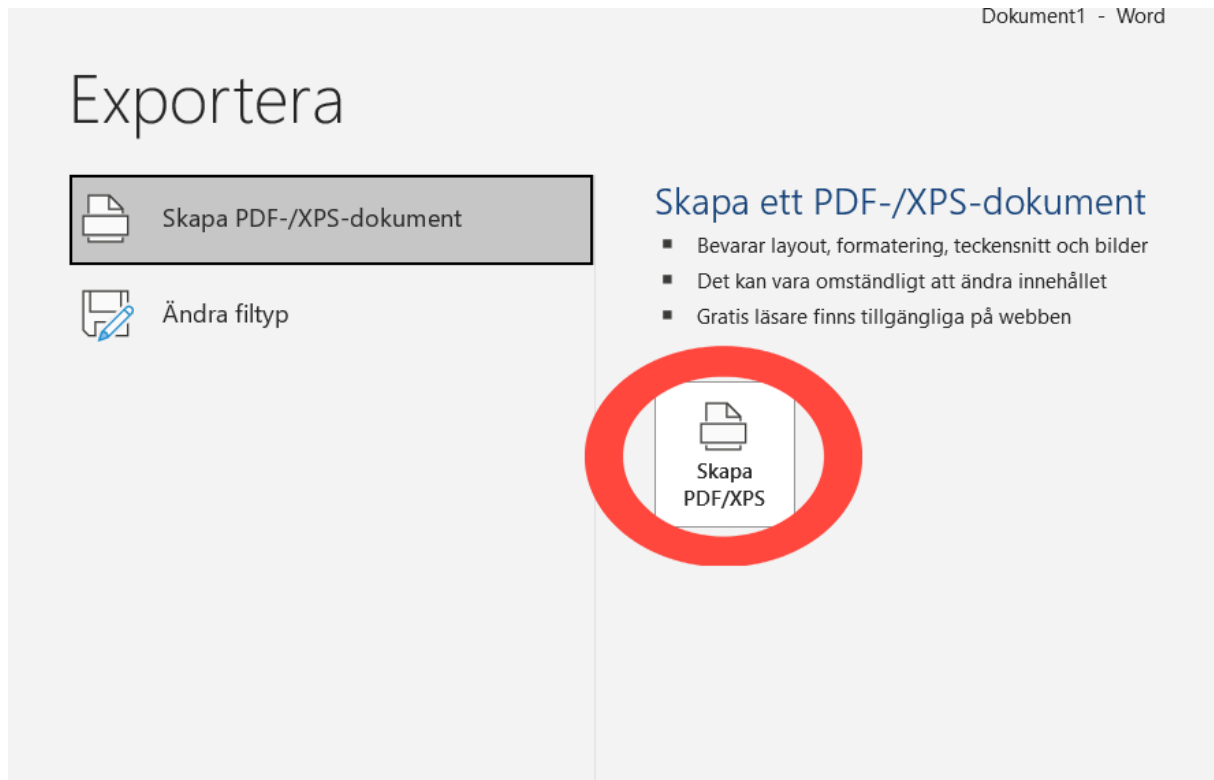 Dokument1 - Word
Exportera
Skapa PDF-/XPS-dokument
Ändra filtyp
Skapa ett PDF-/XPS-dokument
Bevarar layout, formatering, teckensnitt och bilder
Det kan vara omständligt att ändra innehållet
Gratis läsare finns tillgängliga på webben
Skapa
PDF/XPS